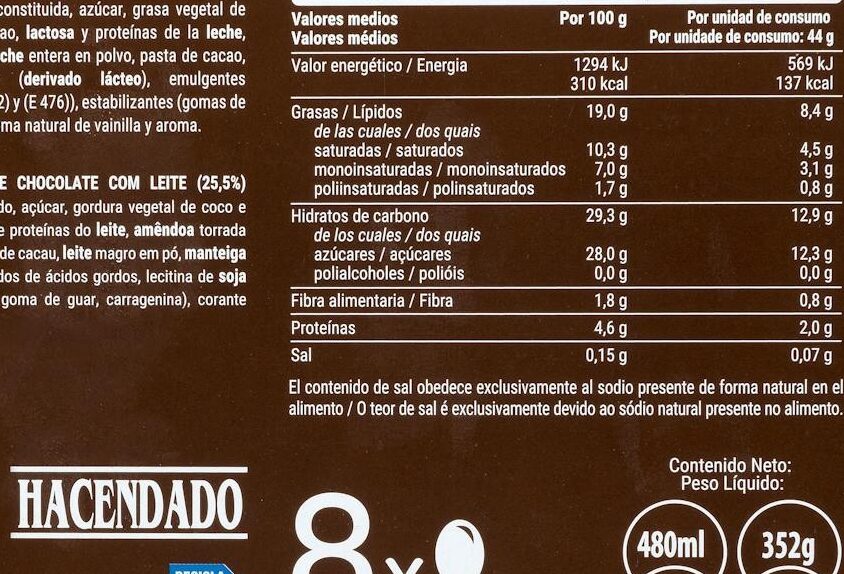 constituida, azúcar, grasa vegetal de
lactosa y proteínas de la leche,
entera en polvo, pasta de cacao,
(derivado lácteo), emulgentes
y (E 476)), estabilizantes (gomas de
natural de vainilla y aroma.
E CHOCOLATE COM LEITE (25,5%)
açúcar, gordura vegetal de coco e
e proteínas do leite, amêndoa torrada
de cacau, leite magro em pó, manteiga
dos de ácidos gordos, lecitina de soja
goma de guar, carragenina), corante
Valores medios Por 100 g Por unidad de consumo
Valores médios Por unidade de consumo: 44 g
Valor energético / Energia 1294 kJ 569 kJ
310 kcal 137 kcal
Grasas / Lípidos 19,0 g 8,4 g
de las cuales / dos quais
saturadas / saturados 10,3 g 4,5 g
monoinsaturadas / monoinsaturados 7,0 g 3,1 g
poliinsaturadas / polinsaturados 1,7 g 0,8 g
Hidratos de carbono 29,3 g 12,9 g
de los cuales / dos quais
azúcares / açúcares 28,0 g 12,3 g
polialcoholes / polióis 0,0 g 0,0 g
Fibra alimentaria / Fibra 1,8 g 0,8 g
Proteínas 4,6 g 2,0 g
Sal 0,15 g 0,07 g
El contenido de sal obedece exclusivamente al sodio presente de forma natural en el
alimento / O teor de sal é exclusivamente devido ao sódio natural presente no alimento.
HACENDADO
8 x
Contenido Neto:
Peso Líquido:
480ml 352g